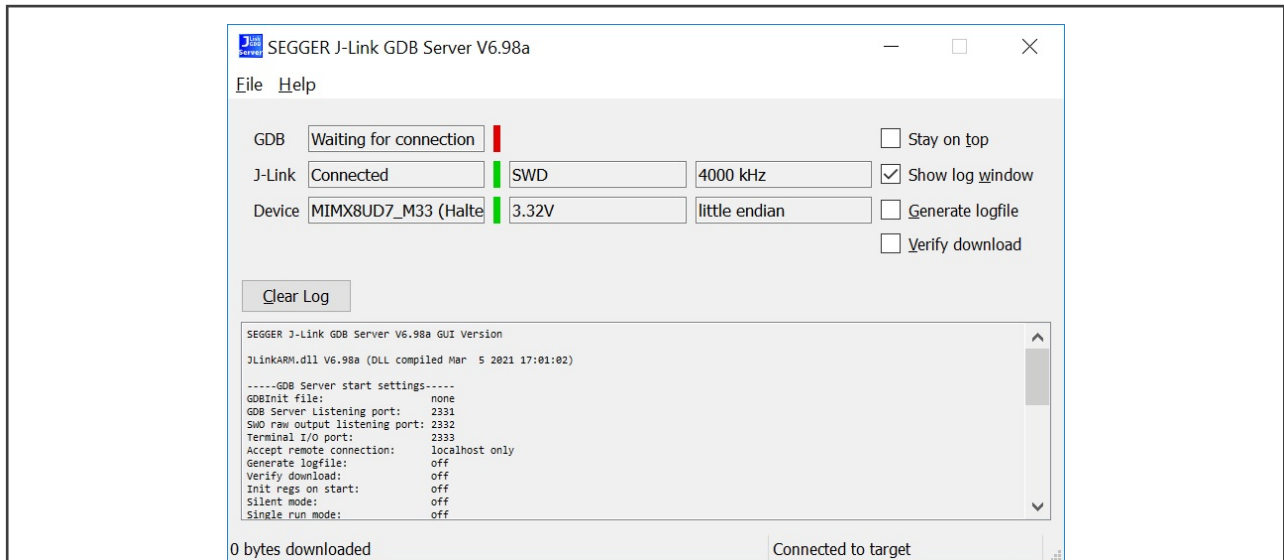 J-Link GDB Server
SEGGER J-Link GDB Server V6.98a
File Help
GDB Waiting for connection Stay on top
J-Link Connected SWD 4000 kHz Show log window
Device MIMX8UD7_M33 (Halte 3.32V little endian Generate logfile
Verify download
Clear Log
SEGGER J-Link GDB Server V6.98a GUI Version
JLinkARM.dll V6.98a (DLL compiled Mar  5 2021 17:01:02)
-----GDB Server start settings-----
GDBInit file: none
GDB Server Listening port: 2331
SWO raw output listening port: 2332
Terminal I/O port: 2333
Accept remote connection: localhost only
Generate logfile: off
Verify download: off
Init regs on start: off
Silent mode: off
Single run mode: off
0 bytes downloaded Connected to target